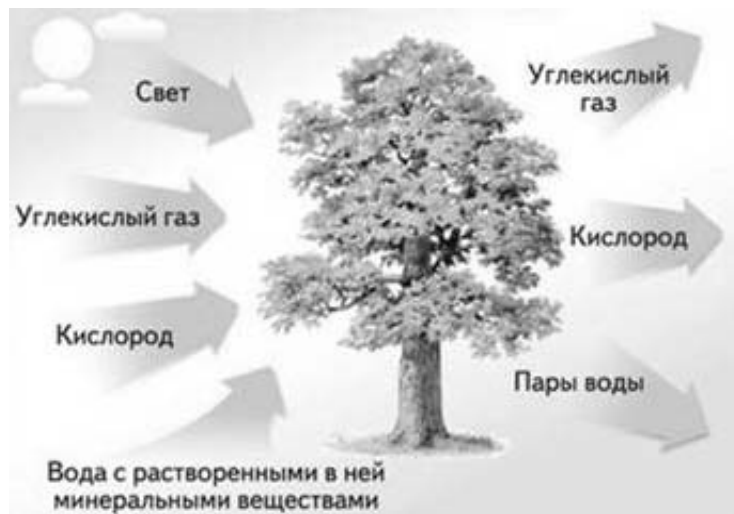 Свет
Углекислый газ
Кислород
Вода с растворенными в ней
минеральными веществами
Углекислый
газ
Кислород
Пары воды